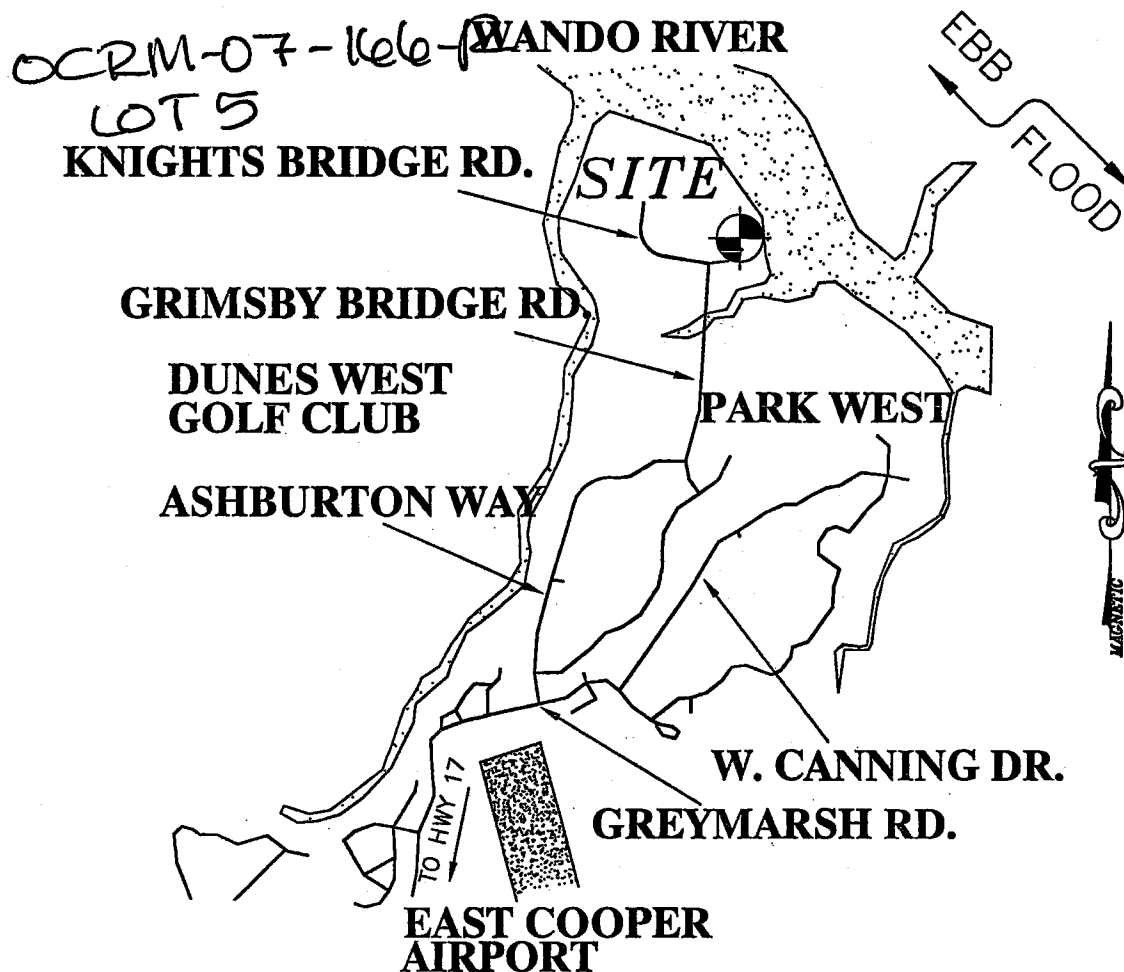 OCRM-07-166-R
LOT 5
WANDO RIVER
EBB
FLOOD
KNIGHTS BRIDGE RD.
SITE
GRIMSBY BRIDGE RD.
DUNES WEST
GOLF CLUB
PARK WEST
ASHBURTON WAY
MAGNETIC
W. CANNING DR.
TO HWY 17
GREYMARSH RD.
EAST COOPER
AIRPORT